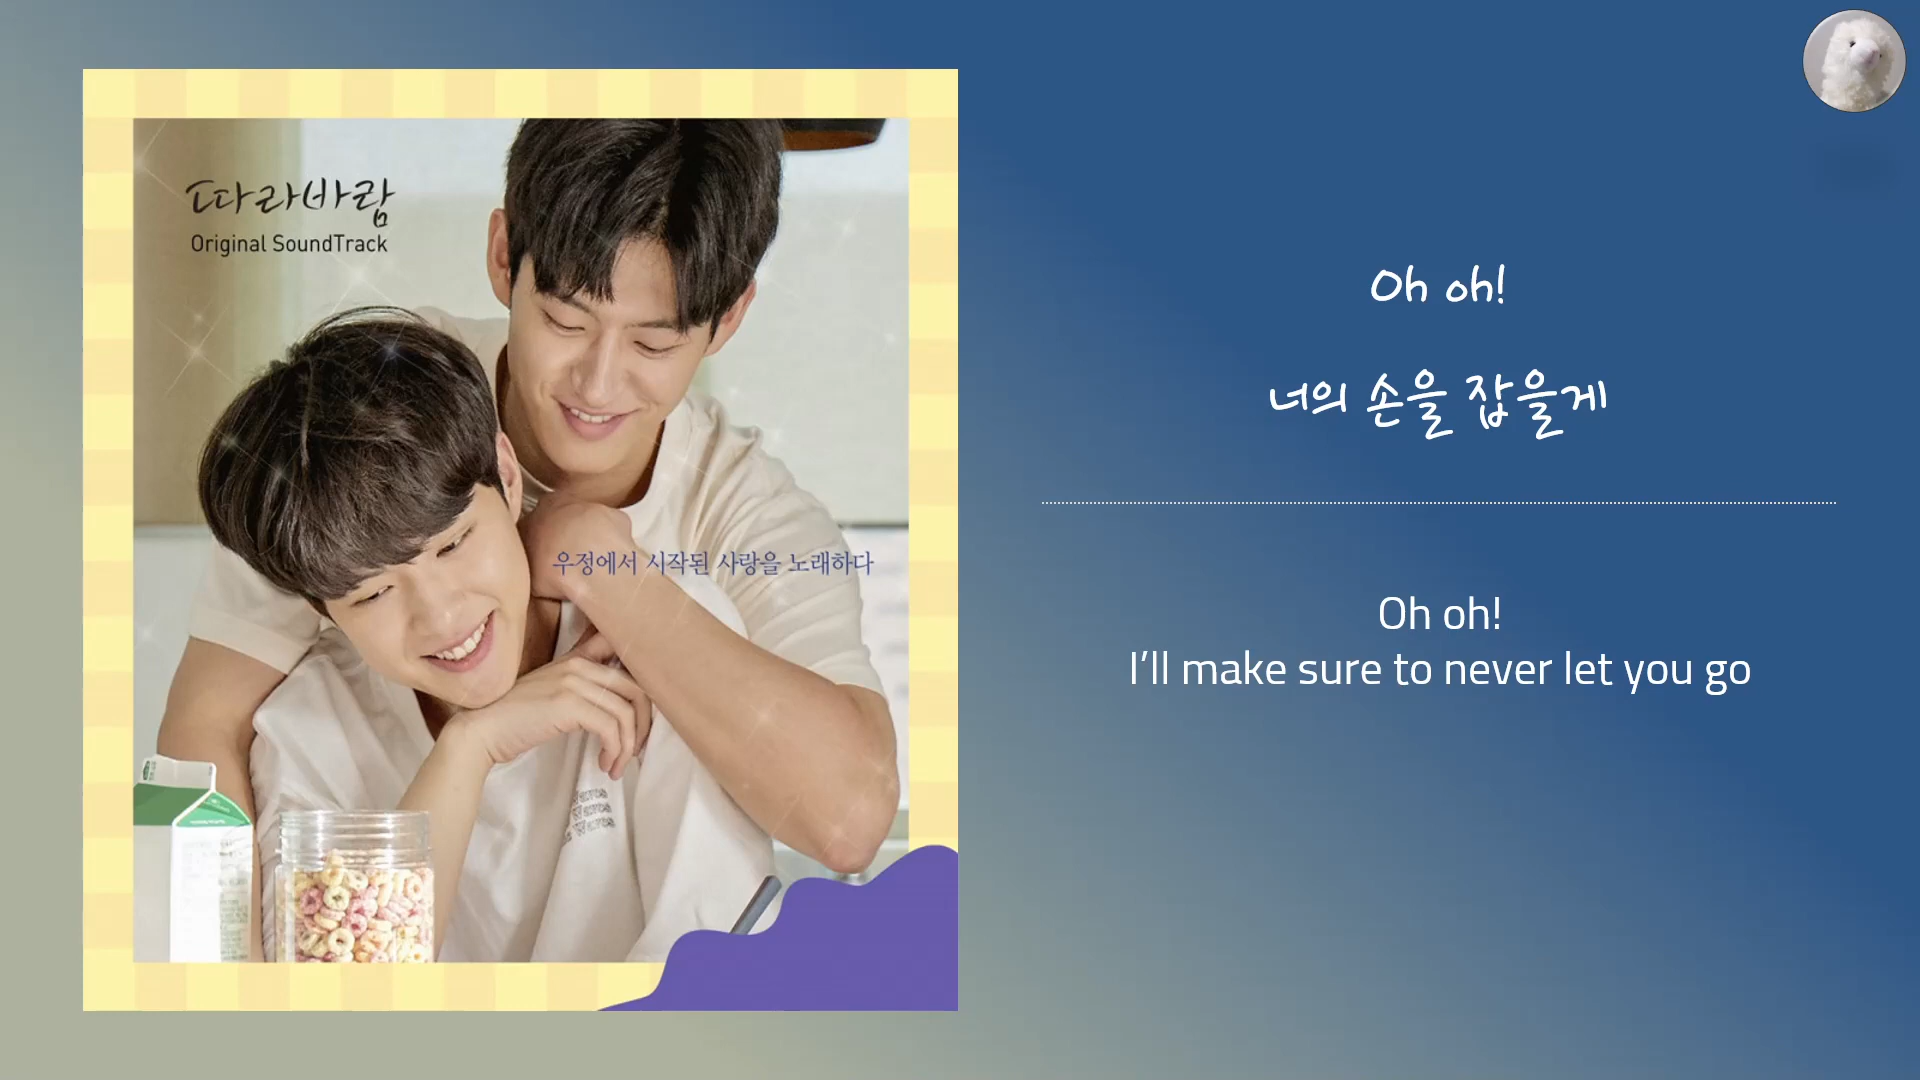 따라바람
Original SoundTrack
우정에서 시작된 사랑을 노래하다
Oh oh!
너의 손을 잡을게
Oh oh!
I'll make sure to never let you go